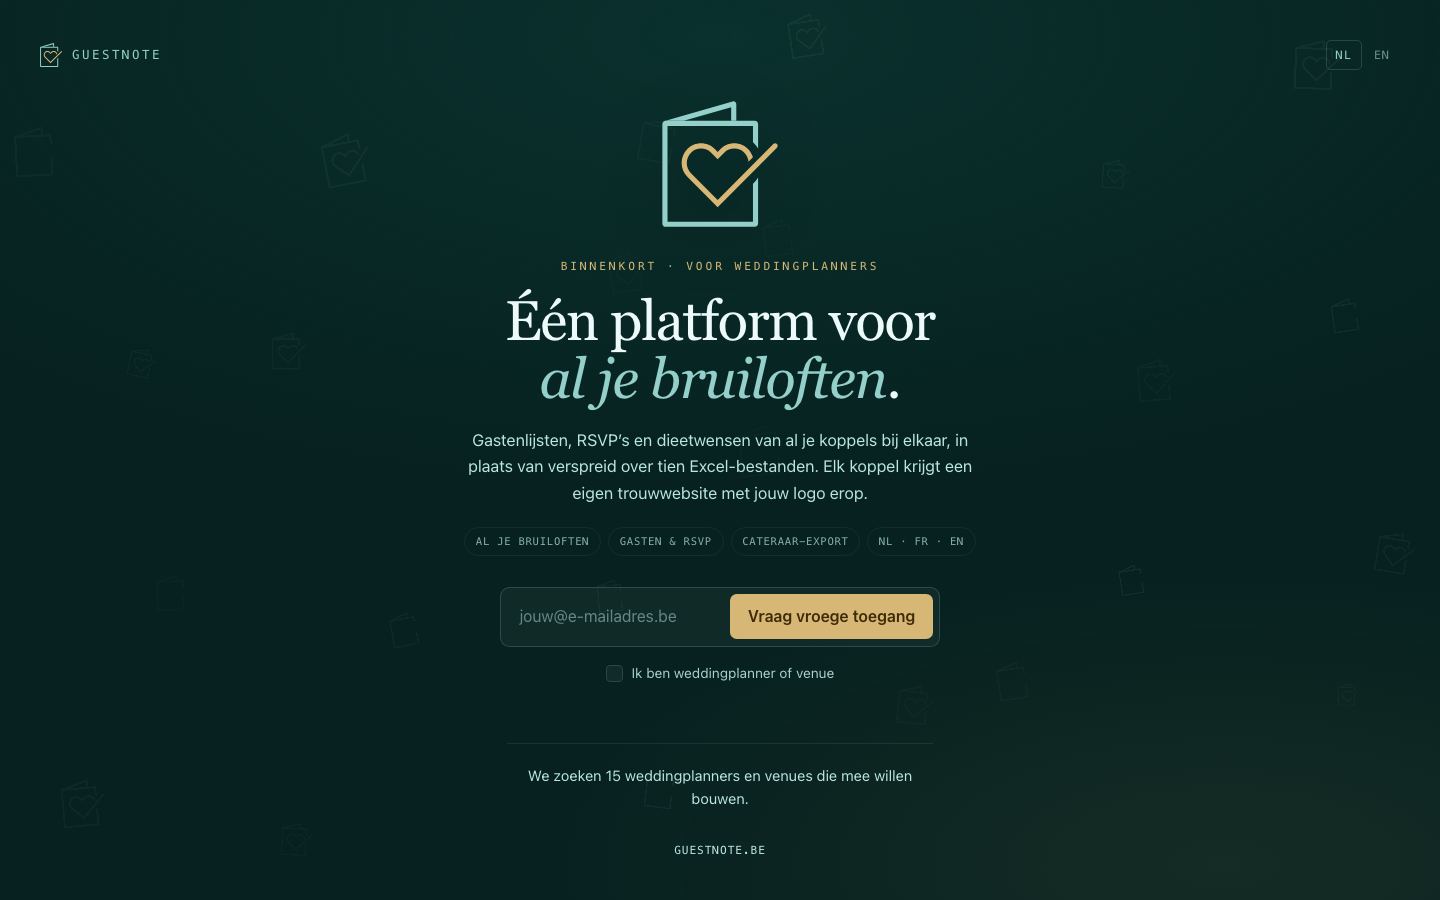 GUESTNOTE
NL EN
BINNENKORT · VOOR WEDDINGPLANNERS
Één platform voor
al je bruiloften.
Gastenlijsten, RSVP's en dieetwensen van al je koppels bij elkaar, in
plaats van verspreid over tien Excel-bestanden. Elk koppel krijgt een
eigen trouwwebsite met jouw logo erop.
AL JE BRUILOFTEN GASTEN & RSVP CATERAAR-EXPORT NL · FR · EN
jouw@e-mailadres.be Vraag vroege toegang
Ik ben weddingplanner of venue
We zoeken 15 weddingplanners en venues die mee willen
bouwen.
GUESTNOTE.BE